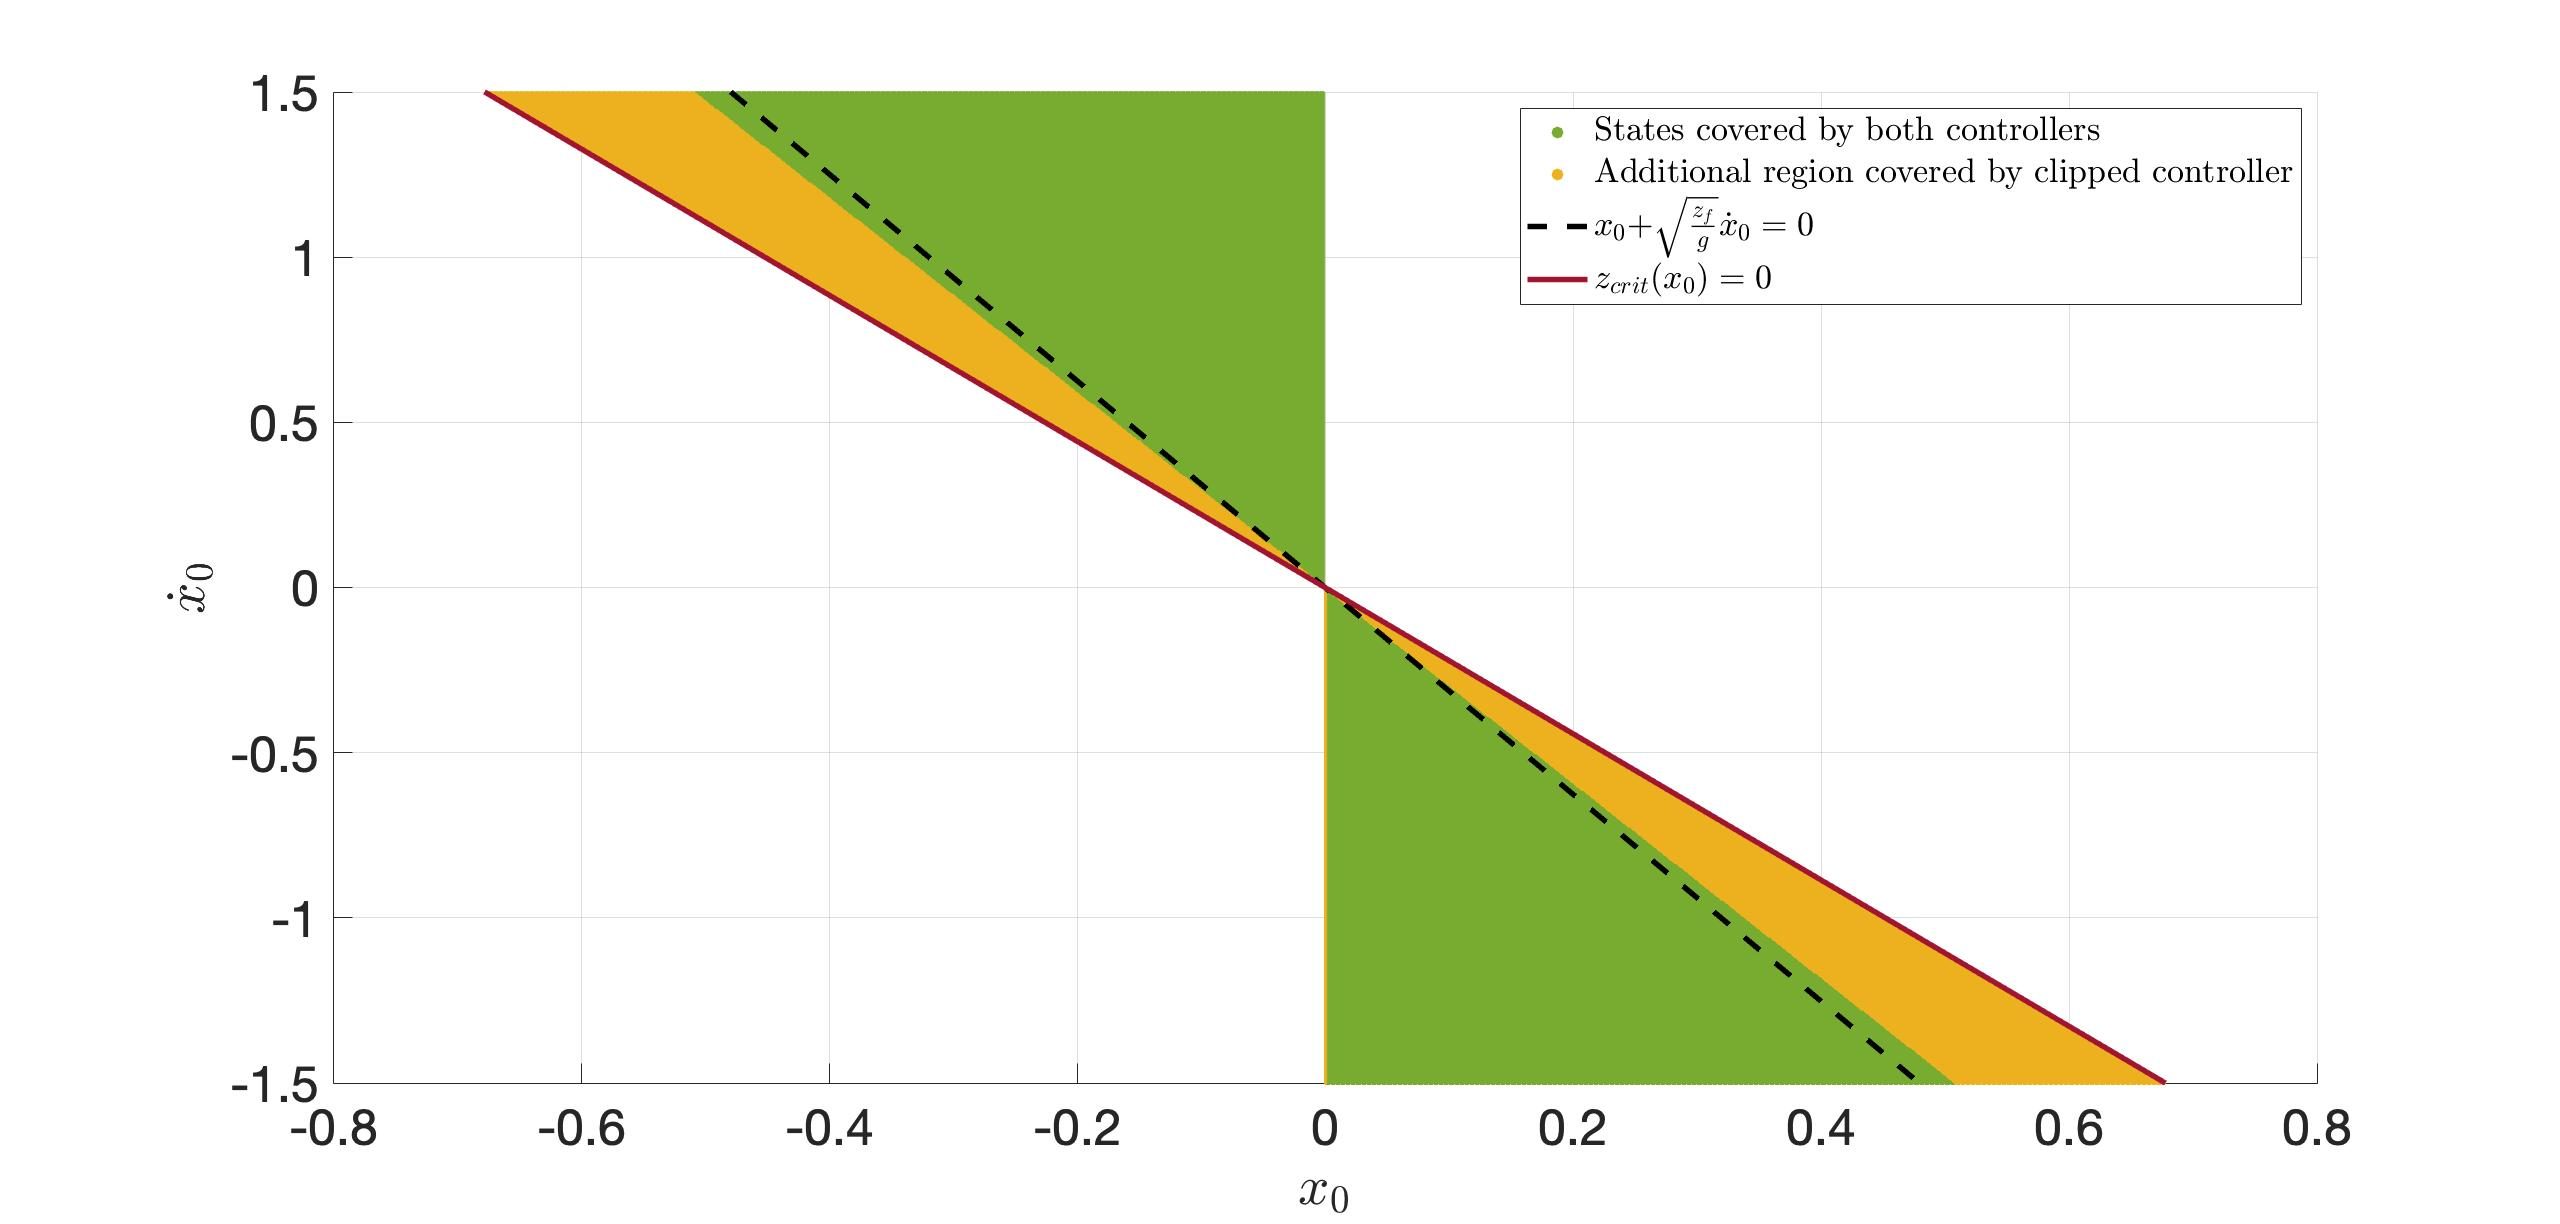 1.5
1
0.5
0
-0.5
-1
-1.5
ẋ₀
States covered by both controllers
Additional region covered by clipped controller
x₀+√(z_f/g)ẋ₀ = 0
z_crit(x₀) = 0
-0.8 -0.6 -0.4 -0.2 0 0.2 0.4 0.6 0.8
x₀